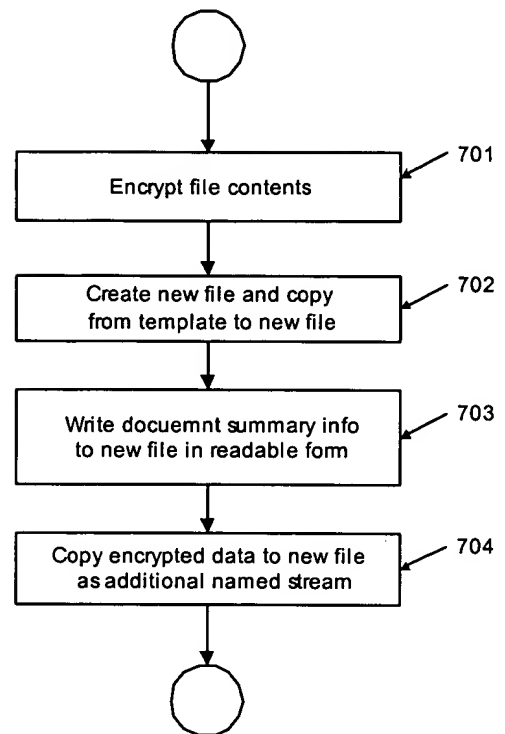 701
Encrypt file contents
702
Create new file and copy
from template to new file
703
Write docuemnt summary info
to new file in readable form
704
Copy encrypted data to new file
as additional named stream